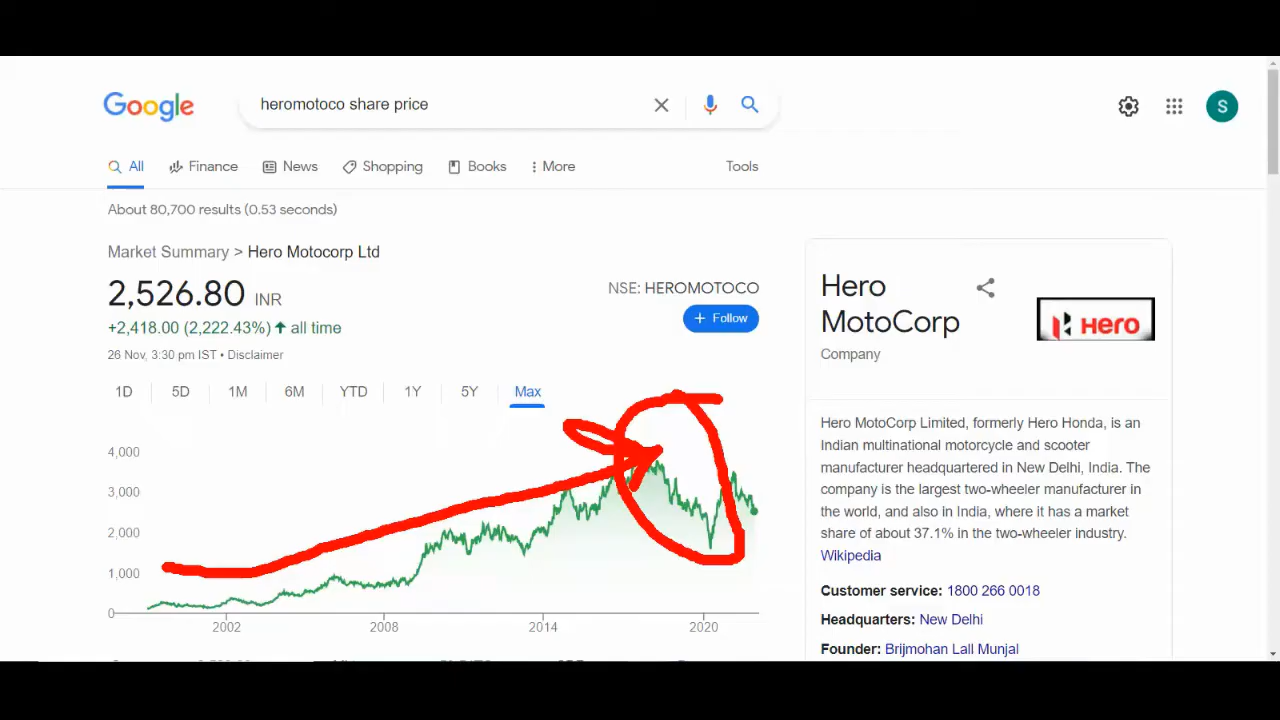 Google
heromotoco share price
S
All Finance News Shopping Books More Tools
About 80,700 results (0.53 seconds)
Market Summary > Hero Motocorp Ltd
2,526.80 INR
+2,418.00 (2,222.43%) all time
26 Nov, 3:30 pm IST • Disclaimer
NSE: HEROMOTOCO
+ Follow
1D 5D 1M 6M YTD 1Y 5Y Max
4,000
3,000
2,000
1,000
0
2002 2008 2014 2020
Hero
MotoCorp
Company
HERO
Hero MotoCorp Limited, formerly Hero Honda, is an
Indian multinational motorcycle and scooter
manufacturer headquartered in New Delhi, India. The
company is the largest two-wheeler manufacturer in
the world, and also in India, where it has a market
share of about 37.1% in the two-wheeler industry.
Wikipedia
Customer service: 1800 266 0018
Headquarters: New Delhi
Founder: Brijmohan Lall Munjal